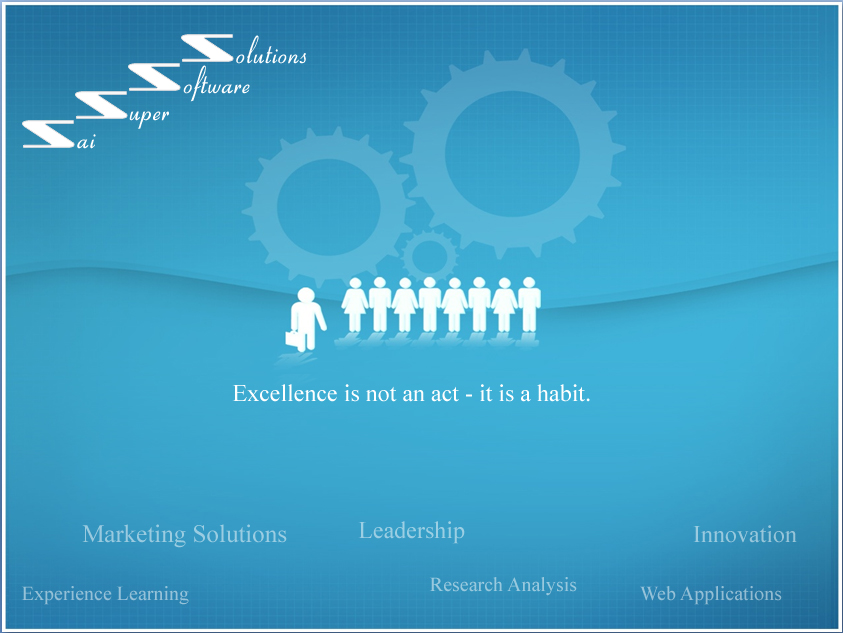 Solutions
Software
Super
Sai
Excellence is not an act - it is a habit.
Marketing Solutions
Leadership
Innovation
Experience Learning
Research Analysis
Web Applications